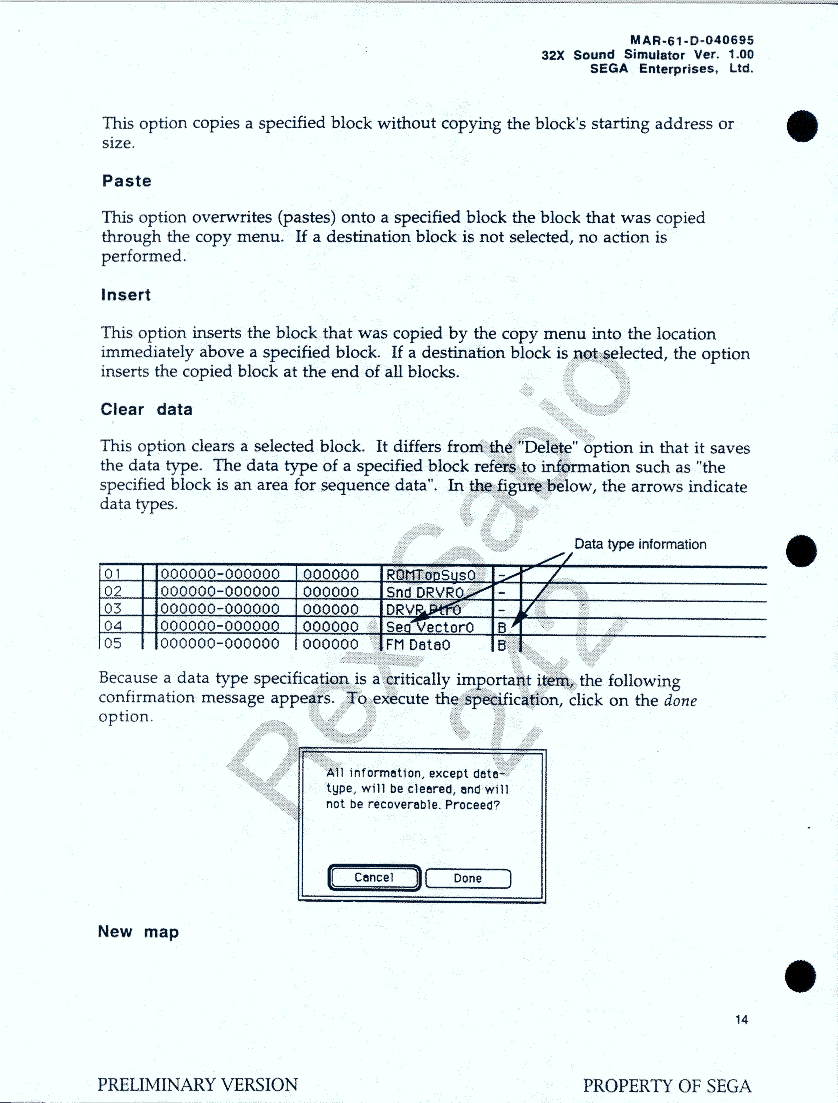 MAR-61-D-040695
32X Sound Simulator Ver. 1.00
SEGA Enterprises, Ltd.
This option copies a specified block without copying the block's starting address or
size.
Paste
This option overwrites (pastes) onto a specified block the block that was copied
through the copy menu. If a destination block is not selected, no action is
performed.
Insert
This option inserts the block that was copied by the copy menu into the location
immediately above a specified block. If a destination block is not selected, the option
inserts the copied block at the end of all blocks.
Clear data
This option clears a selected block. It differs from the "Delete" option in that it saves
the data type. The data type of a specified block refers to information such as "the
specified block is an area for sequence data". In the figure below, the arrows indicate
data types.
Data type information
01 000000-000000 000000 ROMTopSys0 -
02 000000-000000 000000 Snd DRVR0 -
03 000000-000000 000000 DRVR Ptr0 -
04 000000-000000 000000 Seq Vector0 B
05 000000-000000 000000 FM Data0 B
Because a data type specification is a critically important item, the following
confirmation message appears. To execute the specification, click on the done
option.
All information, except data-
type, will be cleared, and will
not be recoverable. Proceed?
Cancel Done
New map
14
PRELIMINARY VERSION PROPERTY OF SEGA
Rex Sabio
242